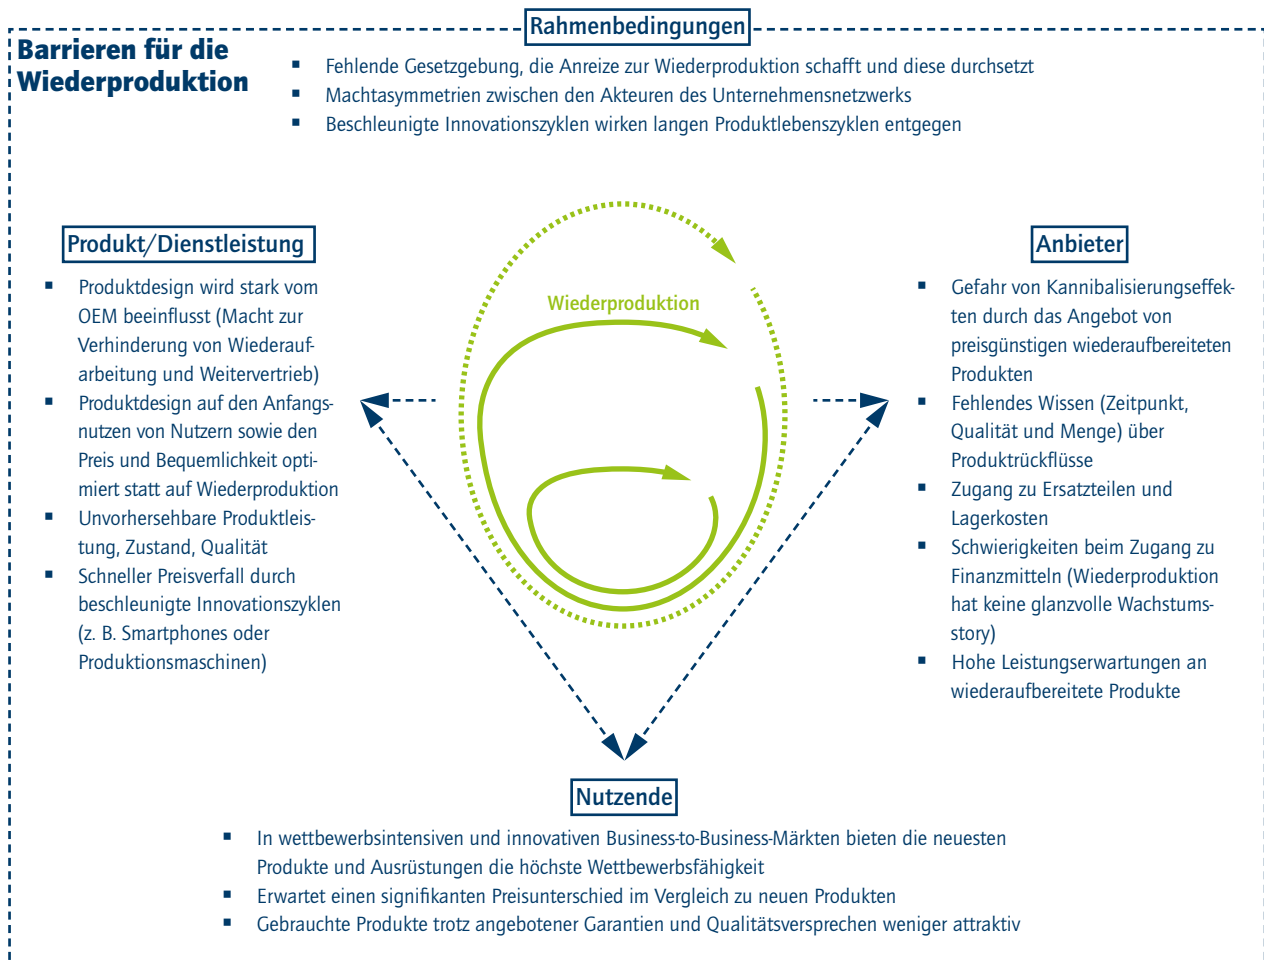 Rahmenbedingungen
Barrieren für die
Wiederproduktion
▪ Fehlende Gesetzgebung, die Anreize zur Wiederproduktion schafft und diese durchsetzt
▪ Machtasymmetrien zwischen den Akteuren des Unternehmensnetzwerks
▪ Beschleunigte Innovationszyklen wirken langen Produktlebenszyklen entgegen
Produkt/Dienstleistung
▪ Produktdesign wird stark vom
OEM beeinflusst (Macht zur
Verhinderung von Wiederauf-
arbeitung und Weitervertrieb)
▪ Produktdesign auf den Anfangs-
nutzen von Nutzern sowie den
Preis und Bequemlichkeit opti-
miert statt auf Wiederproduktion
▪ Unvorhersehbare Produktleis-
tung, Zustand, Qualität
▪ Schneller Preisverfall durch
beschleunigte Innovationszyklen
(z. B. Smartphones oder
Produktionsmaschinen)
Wiederproduktion
Anbieter
▪ Gefahr von Kannibalisierungseffek-
ten durch das Angebot von
preisgünstigen wiederaufbereiteten
Produkten
▪ Fehlendes Wissen (Zeitpunkt,
Qualität und Menge) über
Produktrückflüsse
▪ Zugang zu Ersatzteilen und
Lagerkosten
▪ Schwierigkeiten beim Zugang zu
Finanzmitteln (Wiederproduktion
hat keine glanzvolle Wachstums-
story)
▪ Hohe Leistungserwartungen an
wiederaufbereitete Produkte
Nutzende
▪ In wettbewerbsintensiven und innovativen Business-to-Business-Märkten bieten die neuesten
Produkte und Ausrüstungen die höchste Wettbewerbsfähigkeit
▪ Erwartet einen signifikanten Preisunterschied im Vergleich zu neuen Produkten
▪ Gebrauchte Produkte trotz angebotener Garantien und Qualitätsversprechen weniger attraktiv